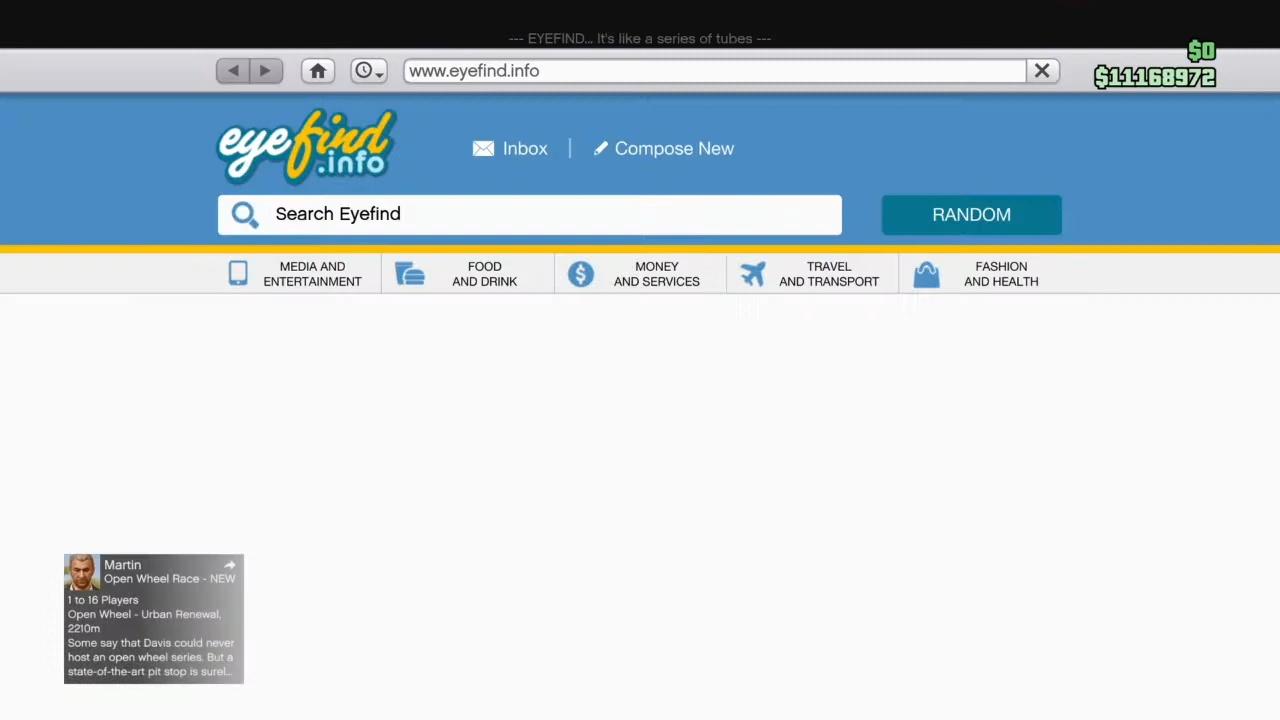 --- EYEFIND... It's like a series of tubes ---
$0
www.eyefind.info
$11168972
eyefind
.info
Inbox
Compose New
Search Eyefind
RANDOM
MEDIA AND
ENTERTAINMENT
FOOD
AND DRINK
MONEY
AND SERVICES
TRAVEL
AND TRANSPORT
FASHION
AND HEALTH
Martin
Open Wheel Race - NEW
1 to 16 Players
Open Wheel - Urban Renewal,
2210m
Some say that Davis could never
host an open wheel series. But a
state-of-the-art pit stop is surel...